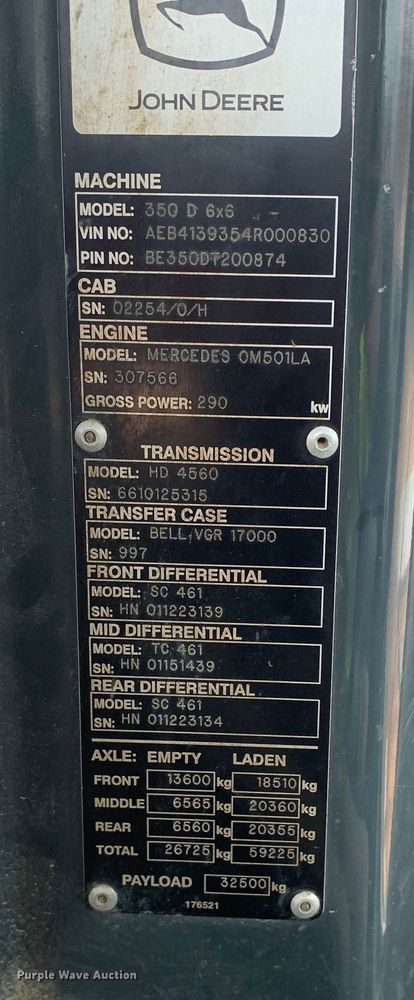 JOHN DEERE
MACHINE
MODEL: 350 D 6x6
VIN NO: AEB4139354R000830
PIN NO: BE350DT200874
CAB
SN: 02254/0/H
ENGINE
MODEL: MERCEDES OM501LA
SN: 307566
GROSS POWER: 290 kw
TRANSMISSION
MODEL: HD 4560
SN: 6610125315
TRANSFER CASE
MODEL: BELL VGR 17000
SN: 997
FRONT DIFFERENTIAL
MODEL: SC 461
SN: HN 011223139
MID DIFFERENTIAL
MODEL: TC 461
SN: HN 01151439
REAR DIFFERENTIAL
MODEL: SC 461
SN: HN 011223134
AXLE: EMPTY LADEN
FRONT 13600 kg 18510 kg
MIDDLE 6565 kg 20360 kg
REAR 6560 kg 20355 kg
TOTAL 26725 kg 59225 kg
PAYLOAD 32500 kg
176521
Purple Wave Auction